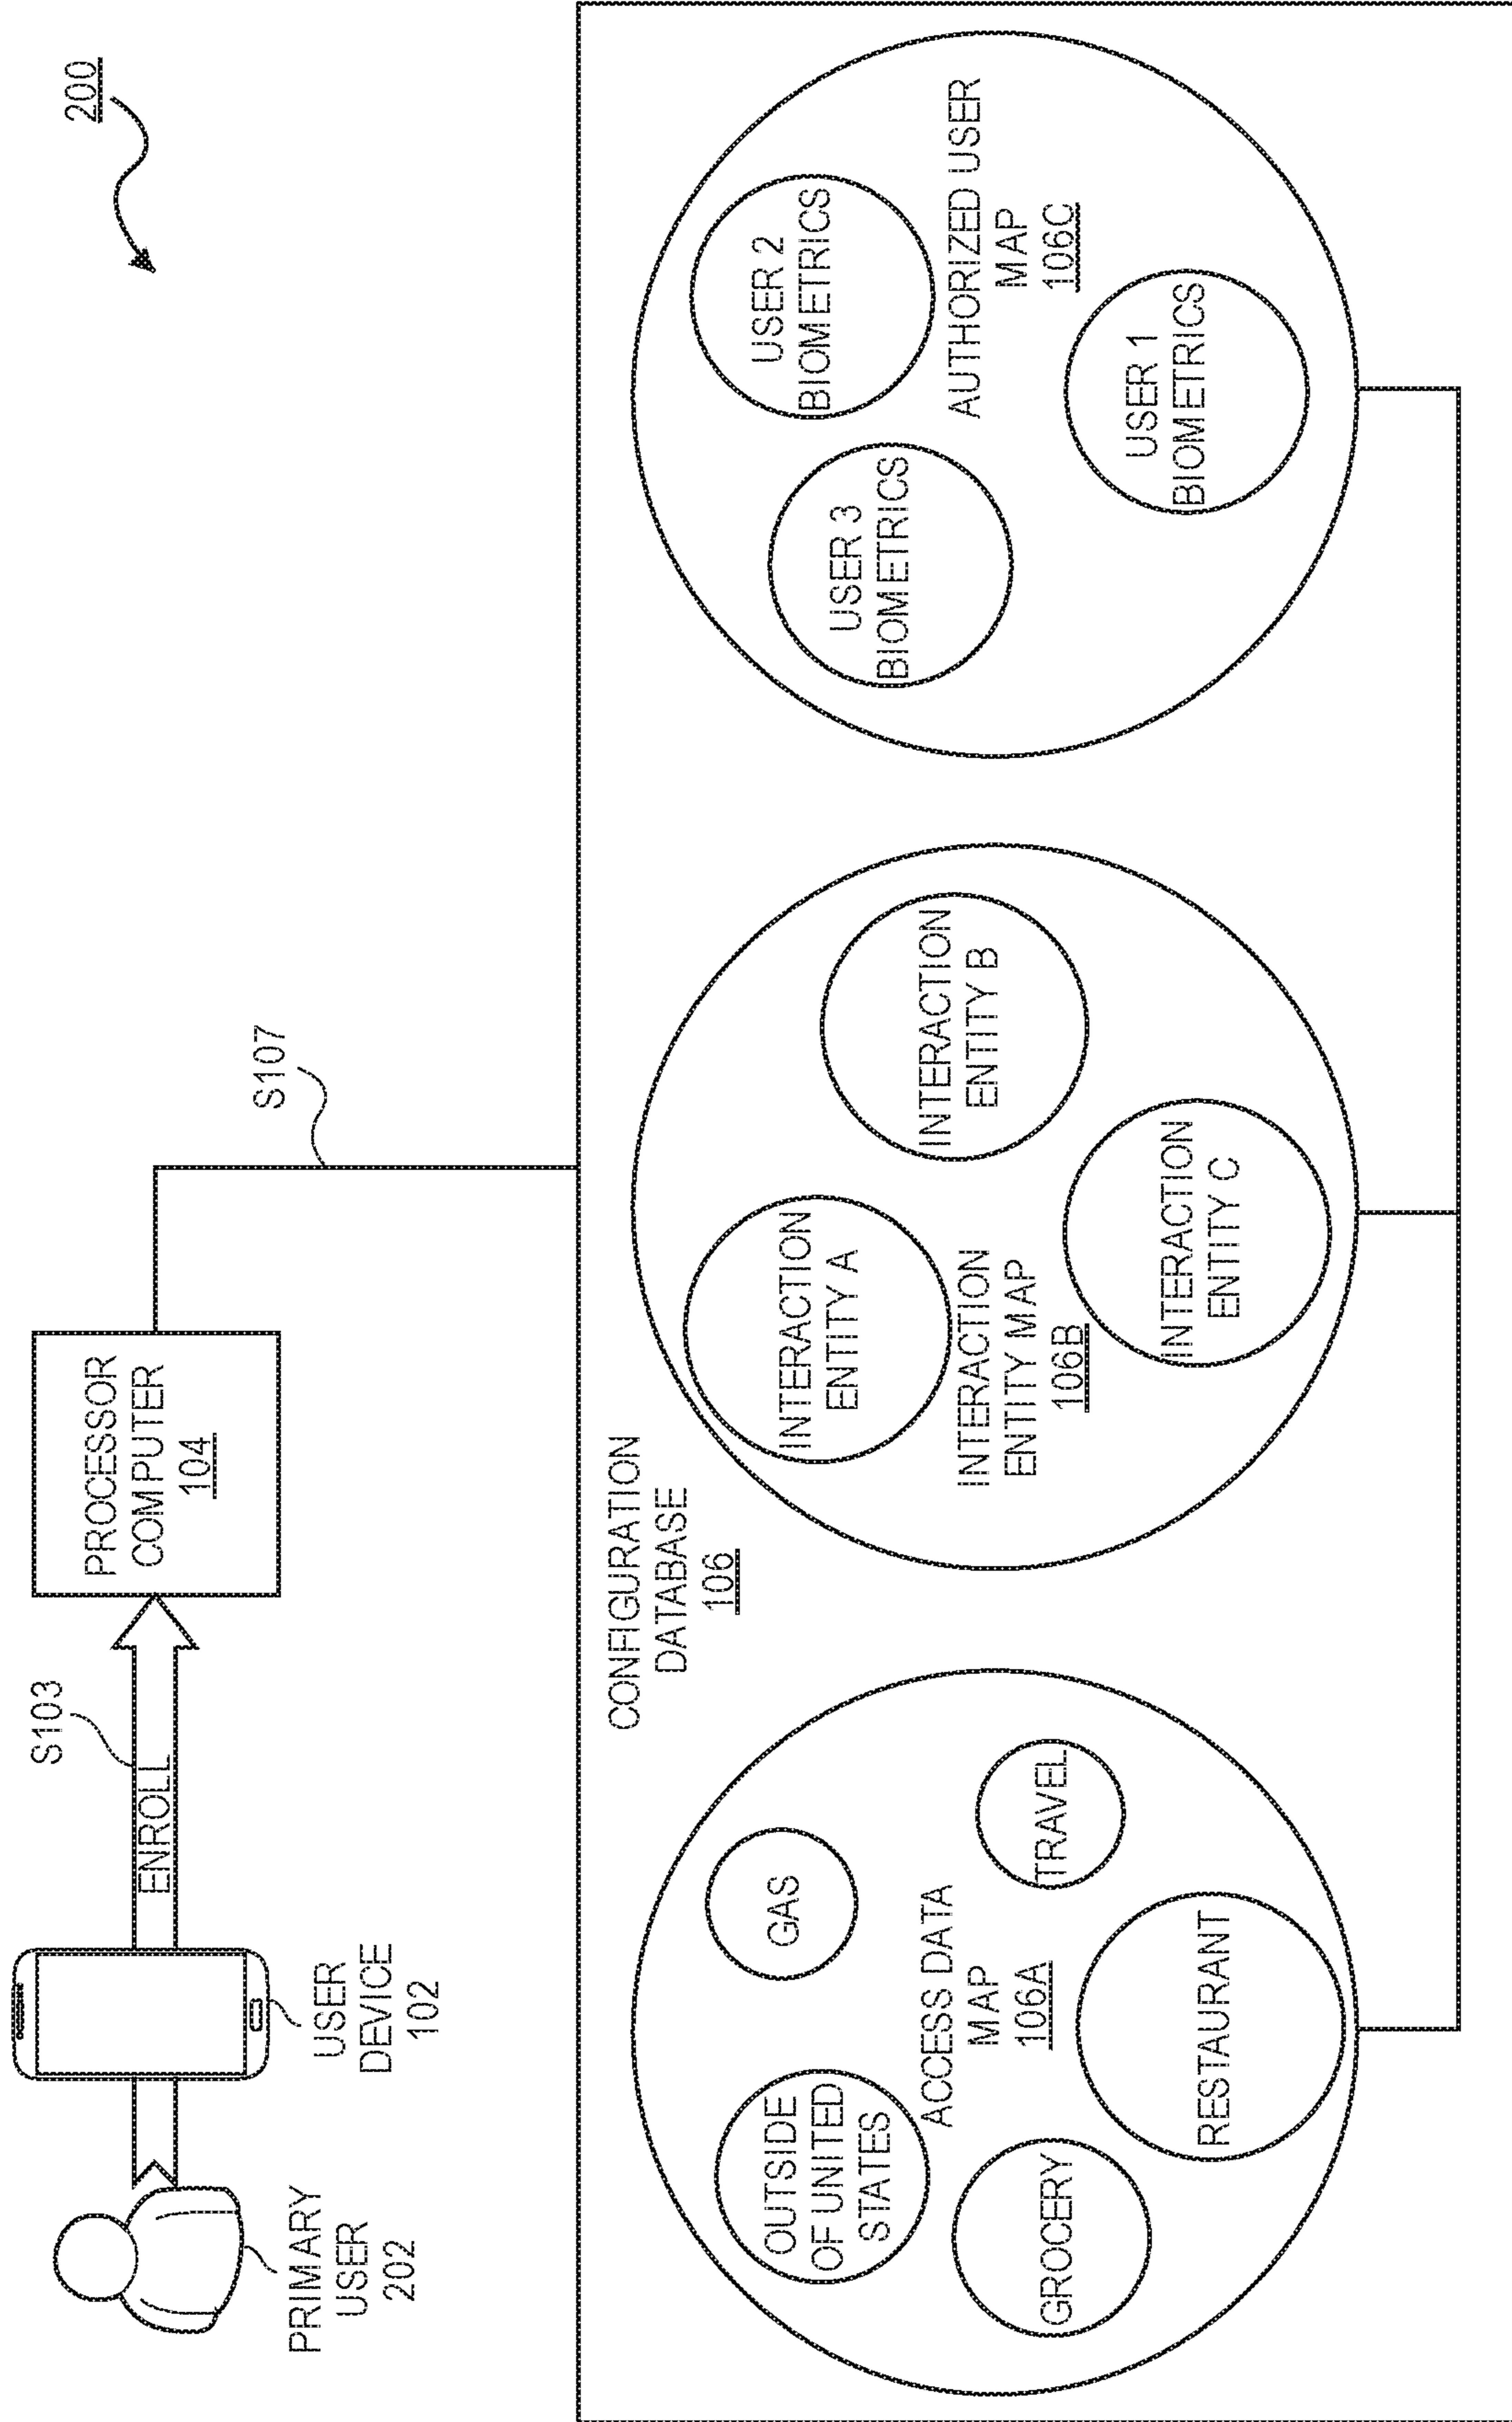 200
S103
S107
ENROLL
PROCESSOR
COMPUTER
104
PRIMARY
USER
202
USER
DEVICE
102
CONFIGURATION
DATABASE
106
OUTSIDE
OF UNITED
STATES
GAS
ACCESS DATA
MAP
106A
GROCERY
TRAVEL
RESTAURANT
INTERACTION
ENTITY A
INTERACTION
ENTITY B
INTERACTION
ENTITY MAP
106B
INTERACTION
ENTITY C
USER 3
BIOMETRICS
USER 2
BIOMETRICS
AUTHORIZED USER
MAP
106C
USER 1
BIOMETRICS